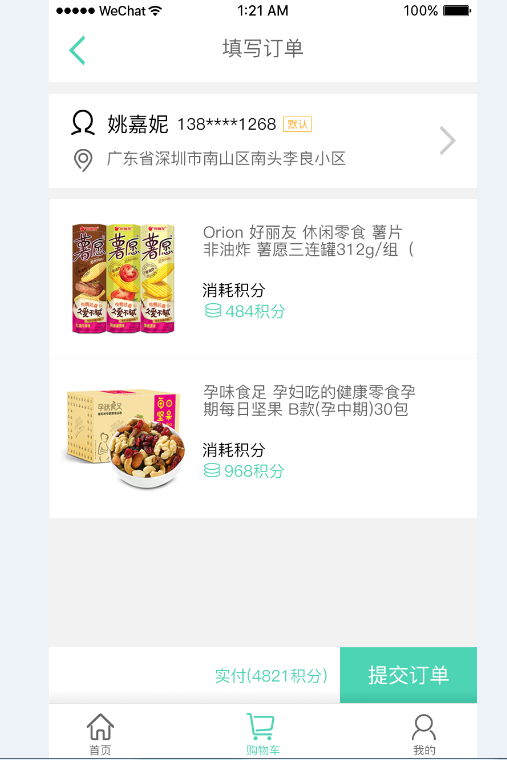 ●●●●● WeChat 1:21 AM 100%
填写订单
姚嘉妮 138****1268 默认
广东省深圳市南山区南头李良小区
Orion 好丽友 休闲零食 薯片
非油炸 薯愿三连罐312g/组（
消耗积分
484积分
薯愿 薯愿 薯愿
孕味食足 孕妇吃的健康零食孕
期每日坚果 B款(孕中期)30包
消耗积分
968积分
实付(4821积分) 提交订单
首页 购物车 我的